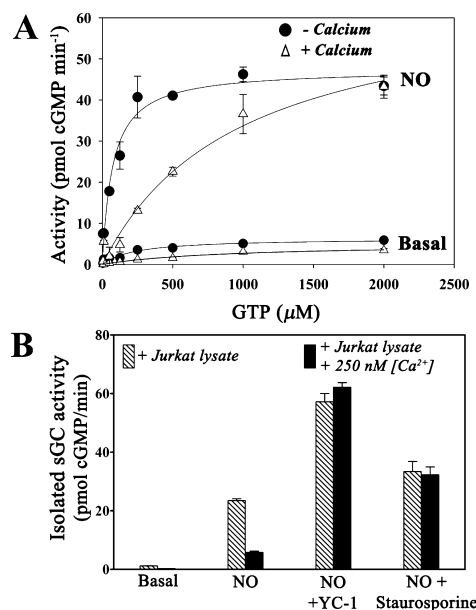 A
- Calcium
+ Calcium
Activity (pmol cGMP min⁻¹)
60
50
40
30
20
10
0
NO
Basal
0
500
1000
1500
2000
2500
GTP (µM)
B
+ Jurkat lysate
+ Jurkat lysate
+ 250 nM [Ca²⁺]
Isolated sGC activity
(pmol cGMP/min)
80
60
40
20
0
Basal
NO
NO
+YC-1
NO +
Staurosporine